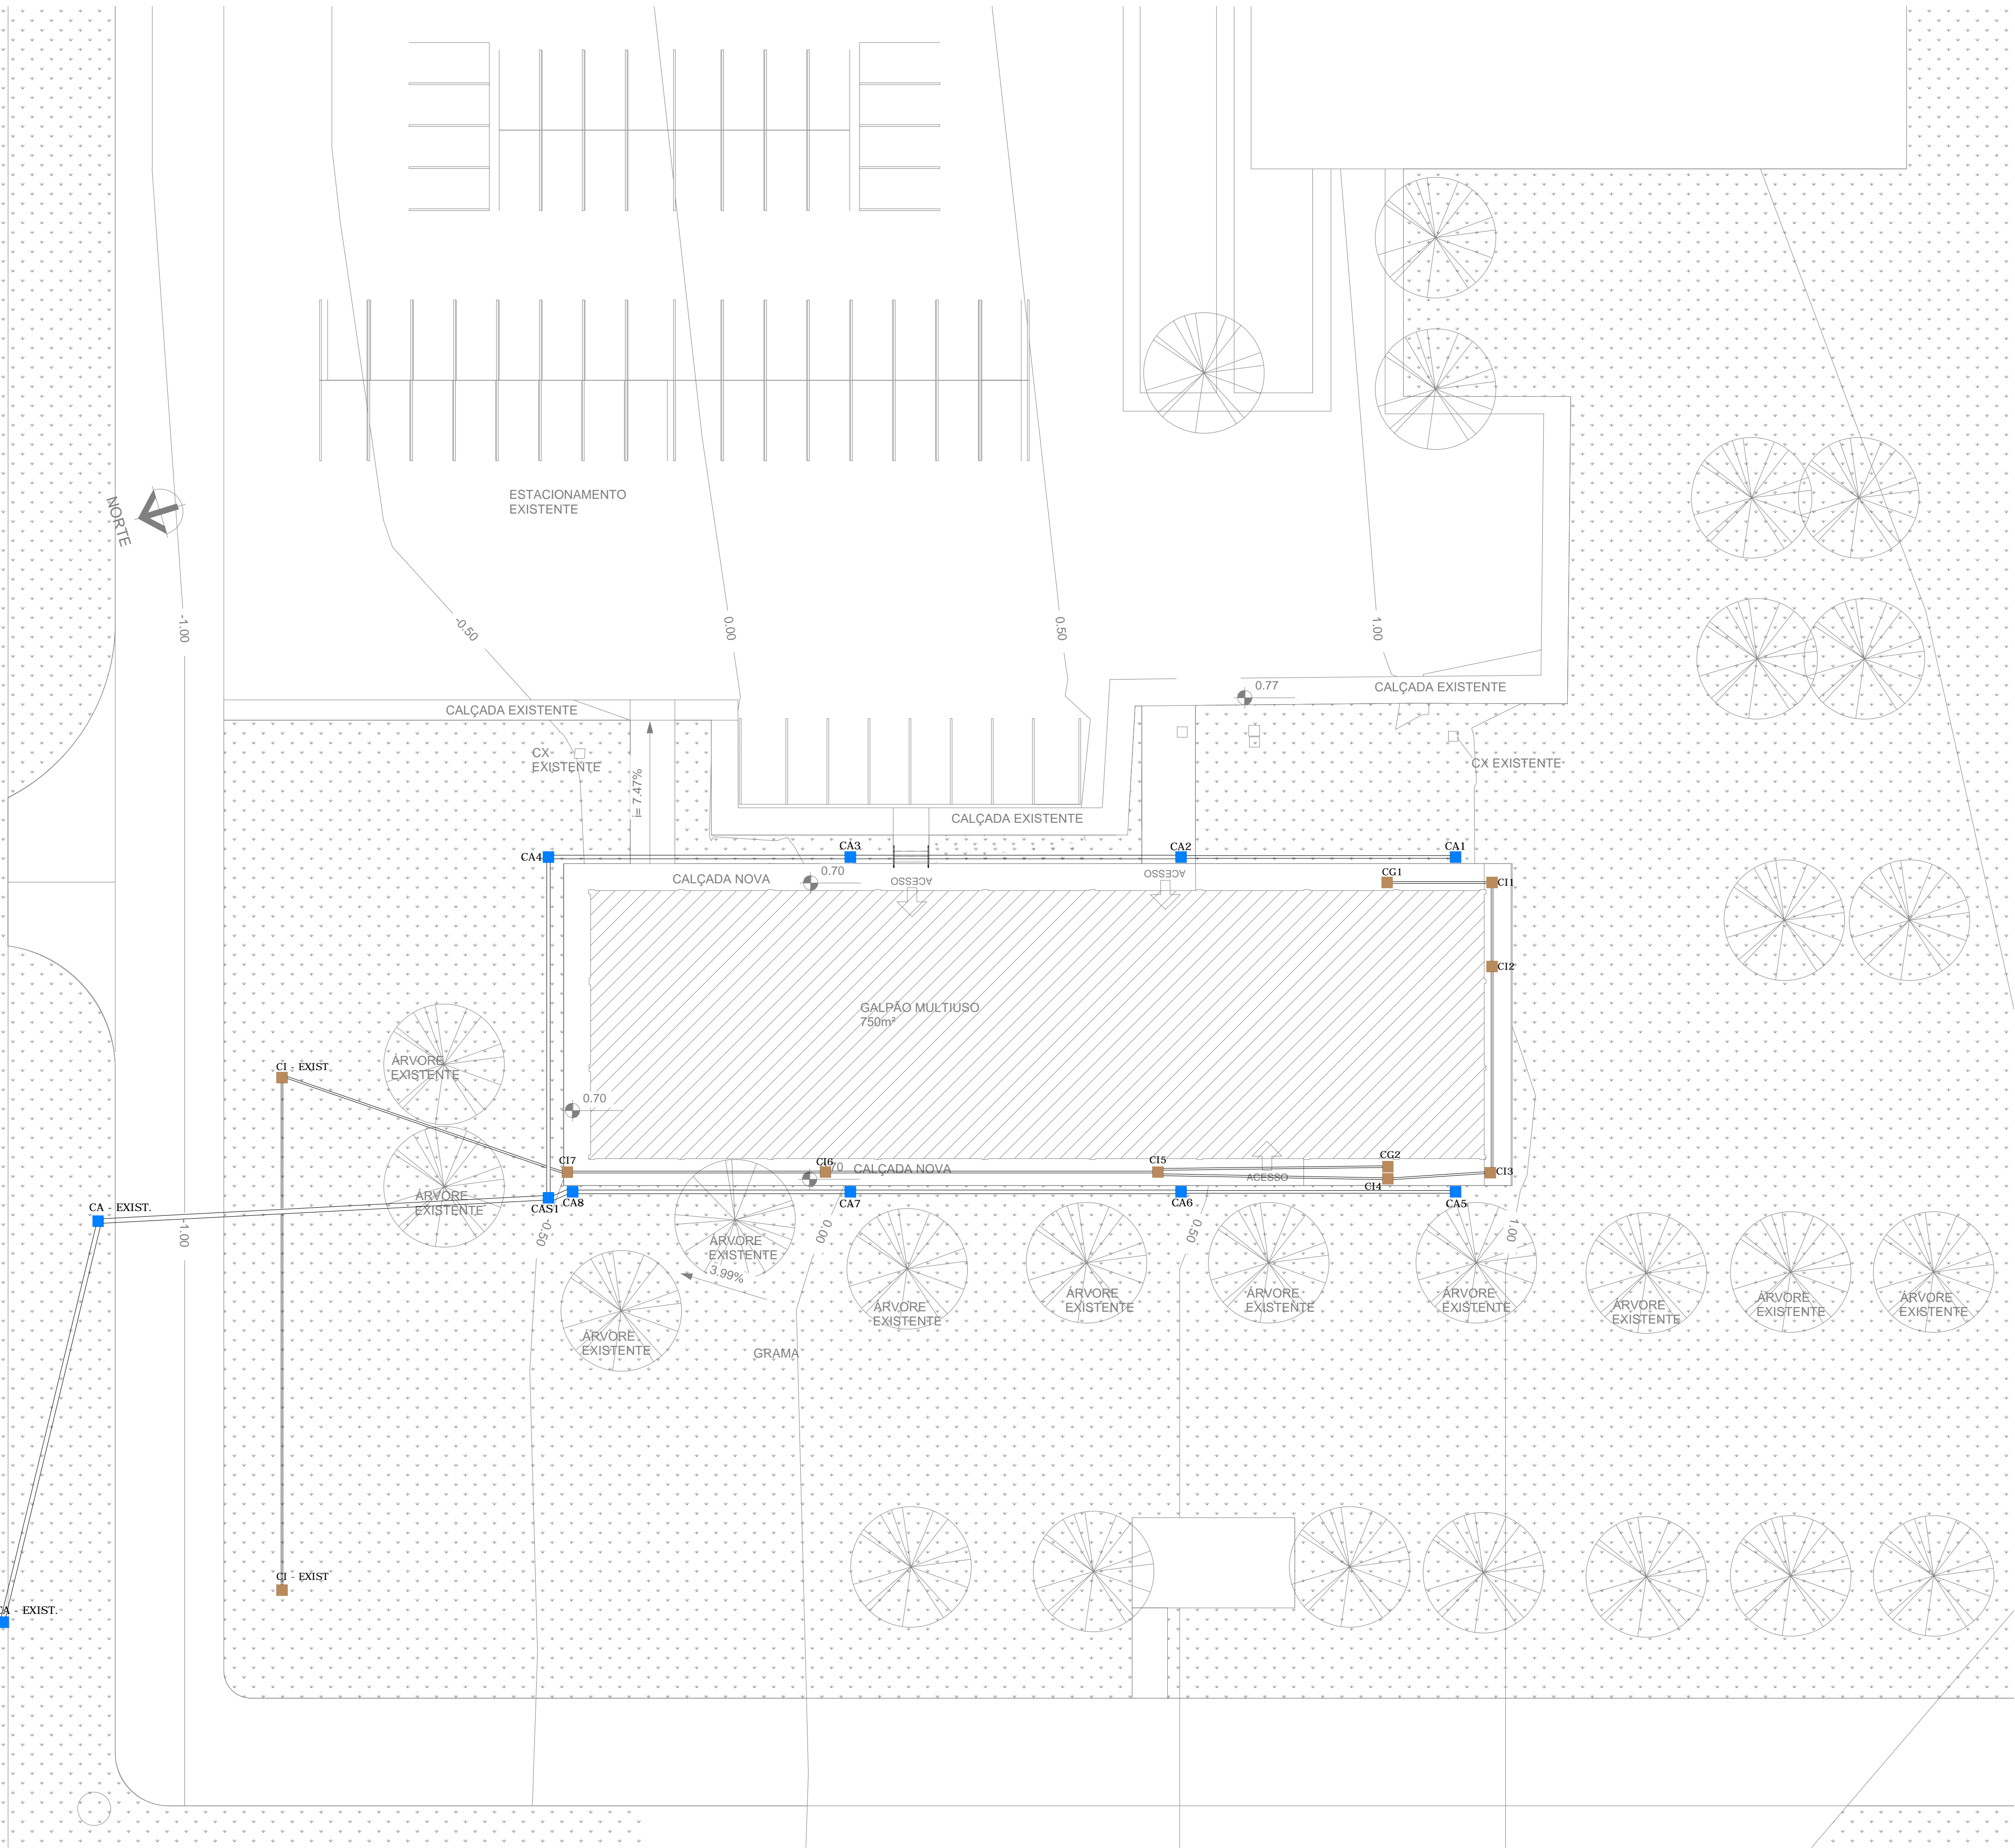 ESTACIONAMENTO
EXISTENTE
NORTE
-1.00
-0.50
0.00
0.50
1.00
0.77
CALÇADA EXISTENTE
CALÇADA EXISTENTE
CX
EXISTENTE
i= 7.47%
CX EXISTENTE
CALÇADA EXISTENTE
CA4
CA3
CA2
CA1
CALÇADA NOVA
0.70
ACESSO
ACESSO
CG1
CI1
CI2
GALPÃO MULTIUSO
750m²
CI - EXIST
ÁRVORE
EXISTENTE
0.70
CI7
CI6
70
CALÇADA NOVA
CI5
CG2
CI3
ACESSO
CI4
ÁRVORE
EXISTENTE
CA - EXIST.
CAS1
CA8
CA7
CA6
CA5
-1.00
-0.50
0.00
0.50
1.00
ÁRVORE
EXISTENTE
3.99%
ÁRVORE
EXISTENTE
ÁRVORE
EXISTENTE
ÁRVORE
EXISTENTE
ÁRVORE
EXISTENTE
ÁRVORE
EXISTENTE
ÁRVORE
EXISTENTE
ÁRVORE
EXISTENTE
ÁRVORE
EXISTENTE
GRAMA
CI - EXIST
A - EXIST.